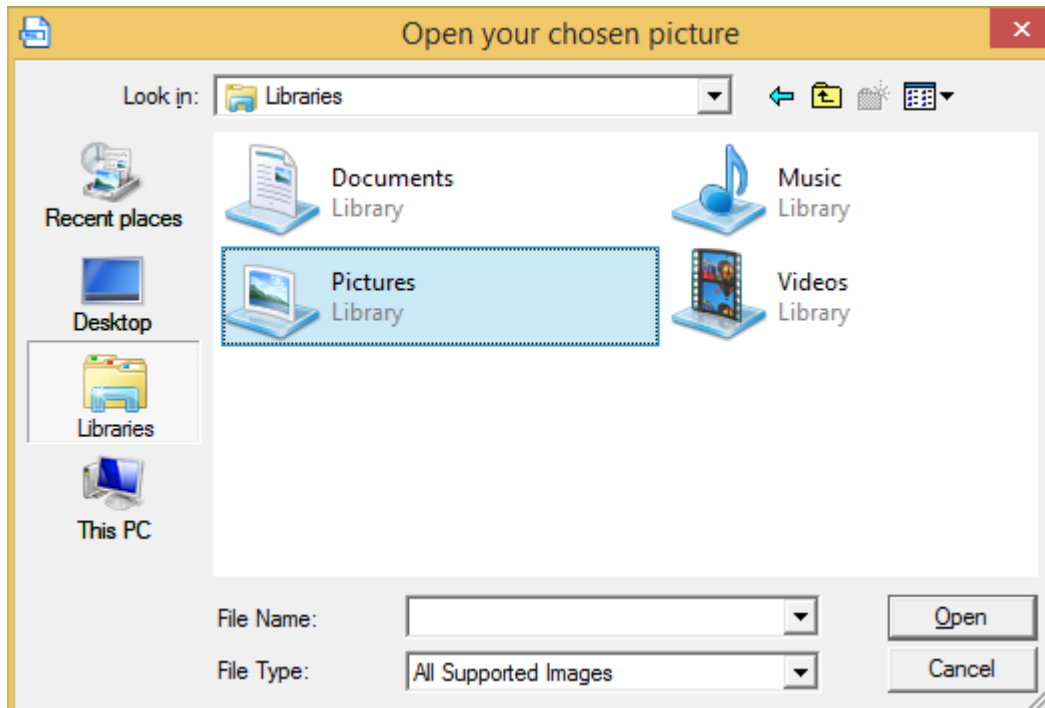 Open your chosen picture
Look in:
Libraries
Recent places
Desktop
Libraries
This PC
Documents
Library
Music
Library
Pictures
Library
Videos
Library
File Name:
Open
File Type:
All Supported Images
Cancel